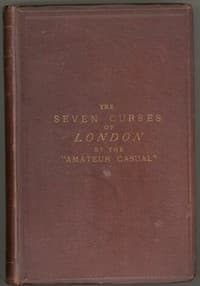 THE
SEVEN CURSES
OF
LONDON
BY THE
"AMATEUR CASUAL"